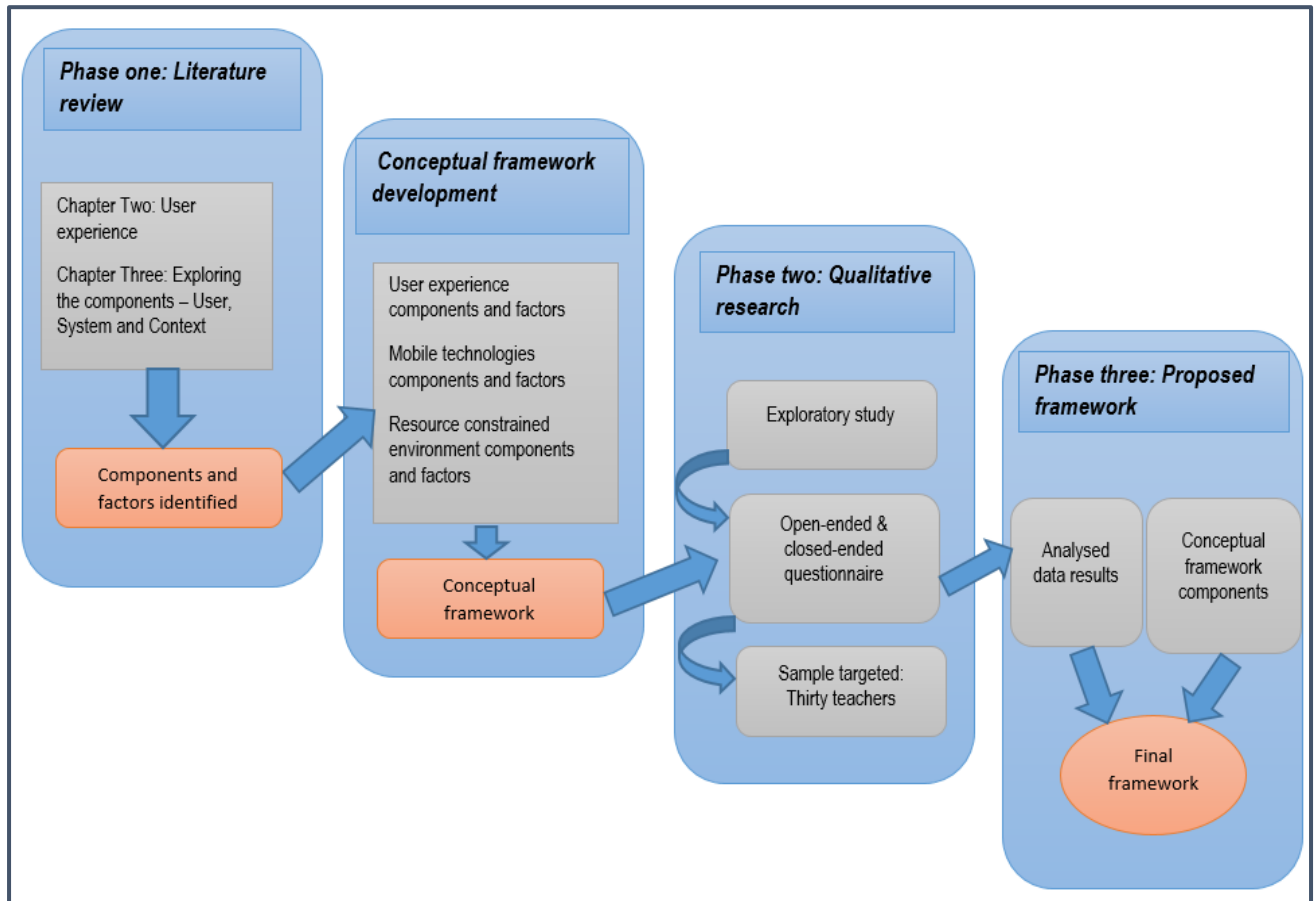 Phase one: Literature
review
Chapter Two: User
experience
Chapter Three: Exploring
the components – User,
System and Context
Components and
factors identified
Conceptual framework
development
User experience
components and factors
Mobile technologies
components and factors
Resource constrained
environment components
and factors
Conceptual
framework
Phase two: Qualitative
research
Exploratory study
Open-ended &
closed-ended
questionnaire
Sample targeted:
Thirty teachers
Phase three: Proposed
framework
Analysed
data results
Conceptual
framework
components
Final
framework